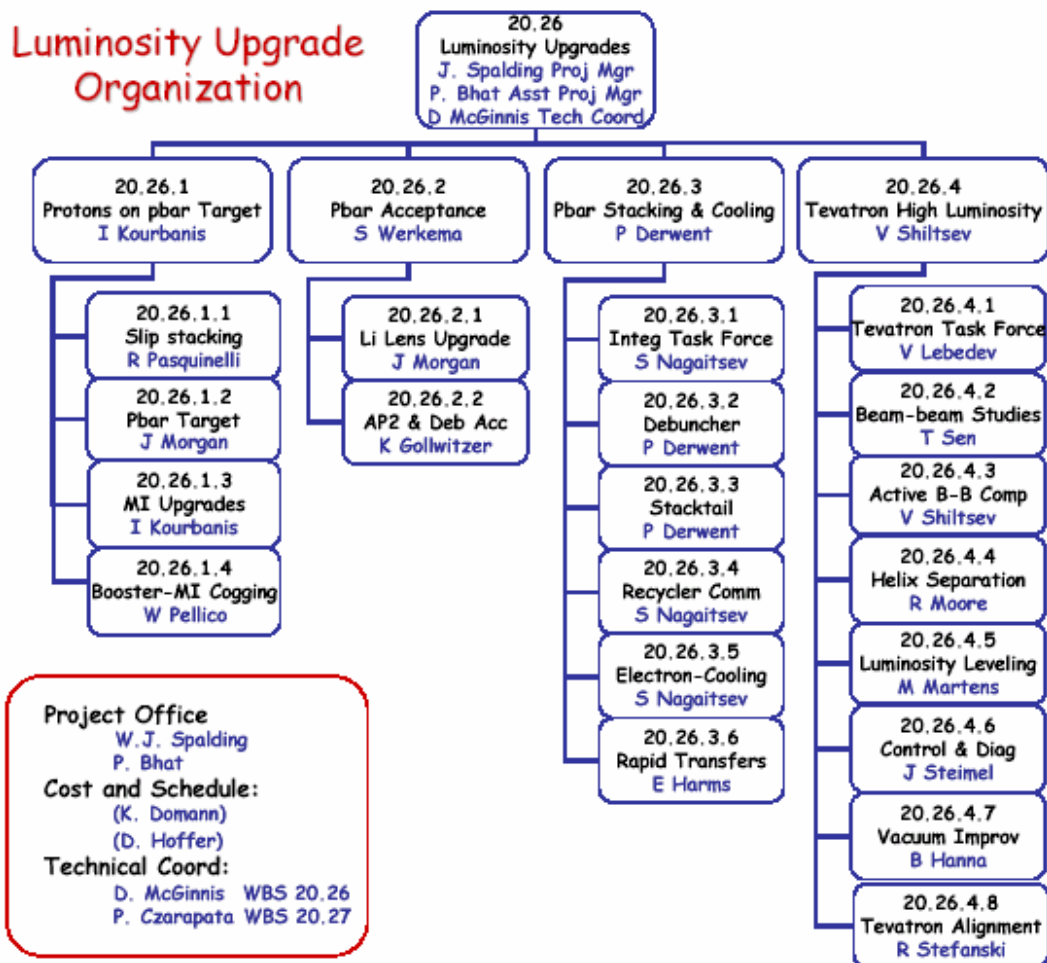 Luminosity Upgrade
Organization
20.26
Luminosity Upgrades
J. Spalding Proj Mgr
P. Bhat Asst Proj Mgr
D McGinnis Tech Coord
20.26.1
Protons on pbar Target
I Kourbanis
20.26.2
Pbar Acceptance
S Werkema
20.26.3
Pbar Stacking & Cooling
P Derwent
20.26.4
Tevatron High Luminosity
V Shiltsev
20.26.1.1
Slip stacking
R Pasquinelli
20.26.1.2
Pbar Target
J Morgan
20.26.1.3
MI Upgrades
I Kourbanis
20.26.1.4
Booster-MI Cogging
W Pellico
20.26.2.1
Li Lens Upgrade
J Morgan
20.26.2.2
AP2 & Deb Acc
K Gollwitzer
20.26.3.1
Integ Task Force
S Nagaitsev
20.26.3.2
Debuncher
P Derwent
20.26.3.3
Stacktail
P Derwent
20.26.3.4
Recycler Comm
S Nagaitsev
20.26.3.5
Electron-Cooling
S Nagaitsev
20.26.3.6
Rapid Transfers
E Harms
20.26.4.1
Tevatron Task Force
V Lebedev
20.26.4.2
Beam-beam Studies
T Sen
20.26.4.3
Active B-B Comp
V Shiltsev
20.26.4.4
Helix Separation
R Moore
20.26.4.5
Luminosity Leveling
M Martens
20.26.4.6
Control & Diag
J Steimel
20.26.4.7
Vacuum Improv
B Hanna
20.26.4.8
Tevatron Alignment
R Stefanski
Project Office
W.J. Spalding
P. Bhat
Cost and Schedule:
(K. Domann)
(D. Hoffer)
Technical Coord:
D. McGinnis WBS 20.26
P. Czarapata WBS 20.27